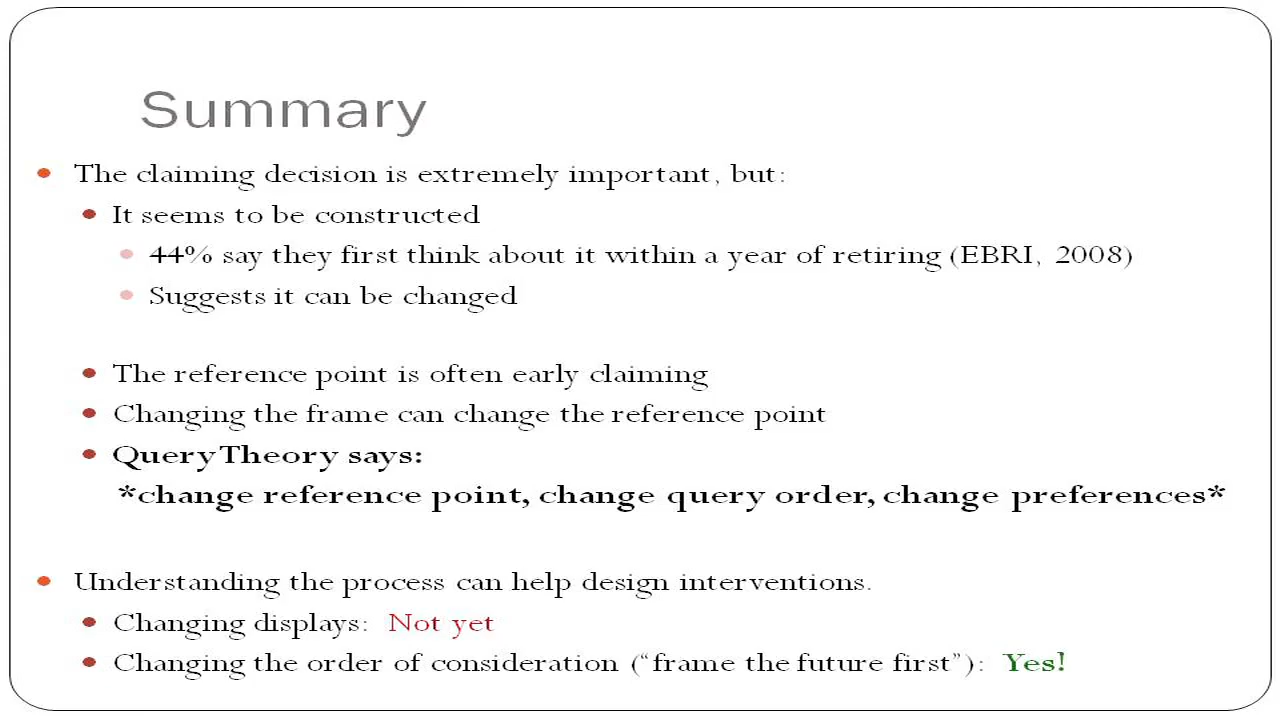 Summary
The claiming decision is extremely important, but:
It seems to be constructed
44% say they first think about it within a year of retiring (EBRI, 2008)
Suggests it can be changed
The reference point is often early claiming
Changing the frame can change the reference point
Query Theory says:
*change reference point, change query order, change preferences*
Understanding the process can help design interventions.
Changing displays: Not yet
Changing the order of consideration (“frame the future first”): Yes!